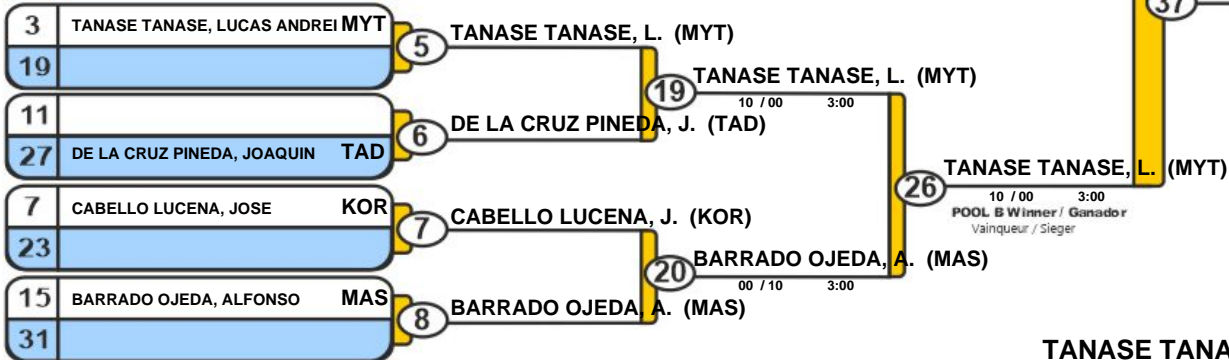 37
3 TANASE TANASE, LUCAS ANDREI MYT
19
5
TANASE TANASE, L. (MYT)
19
TANASE TANASE, L. (MYT)
10 / 00 3:00
11
27 DE LA CRUZ PINEDA, JOAQUIN TAD
6
DE LA CRUZ PINEDA, J. (TAD)
26
TANASE TANASE, L. (MYT)
10 / 00 3:00
POOL B Winner / Ganador
Vainqueur / Sieger
7 CABELLO LUCENA, JOSE KOR
23
7
CABELLO LUCENA, J. (KOR)
20
BARRADO OJEDA, A. (MAS)
00 / 10 3:00
15 BARRADO OJEDA, ALFONSO MAS
31
8
BARRADO OJEDA, A. (MAS)
TANASE TANA